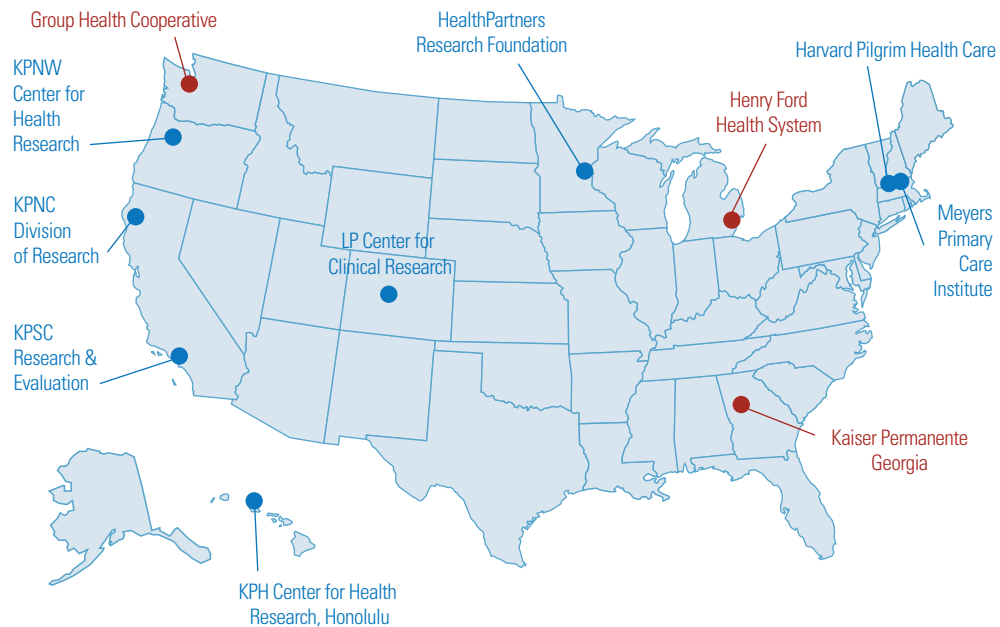 Group Health Cooperative
HealthPartners
Research Foundation
Harvard Pilgrim Health Care
KPNW
Center for
Health
Research
Henry Ford
Health System
KPNC
Division
of Research
LP Center for
Clinical Research
Meyers
Primary
Care
Institute
KPSC
Research &
Evaluation
Kaiser Permanente
Georgia
KPH Center for Health
Research, Honolulu